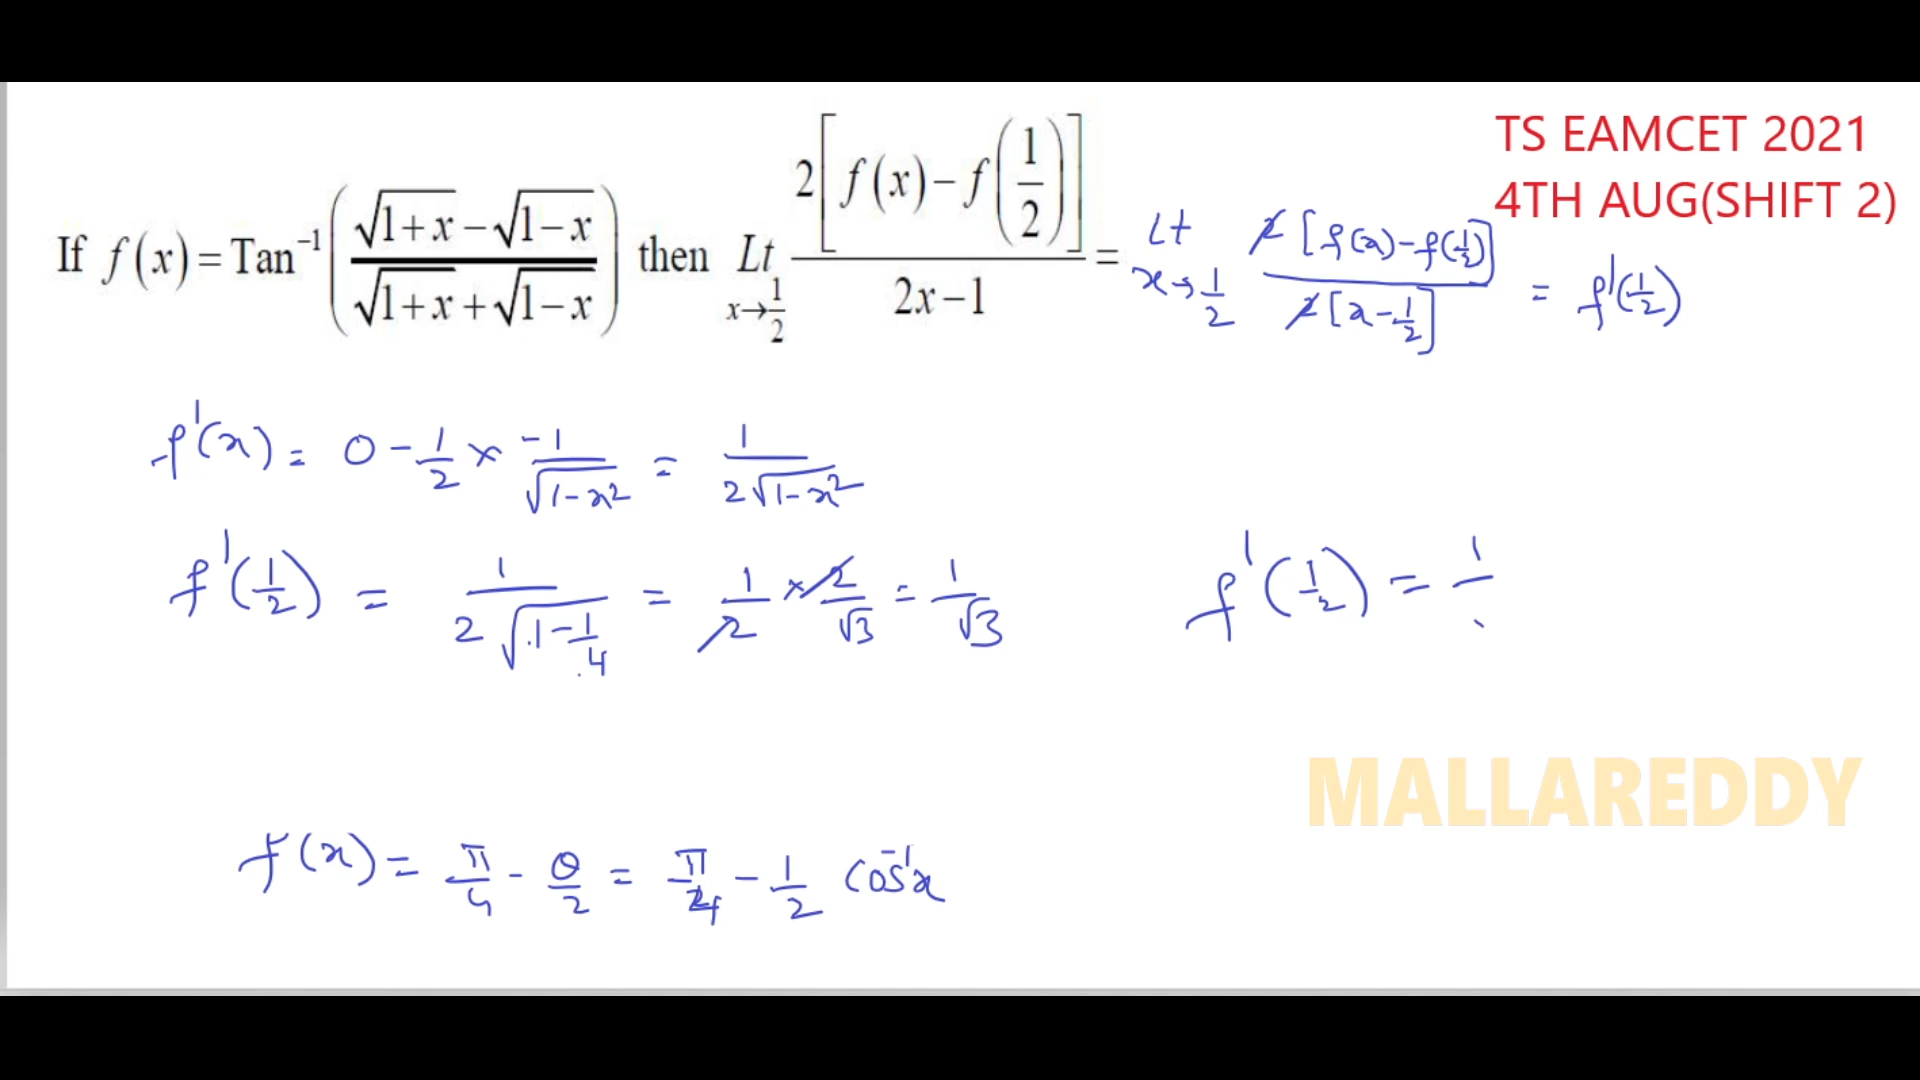 TS EAMCET 2021
4TH AUG(SHIFT 2)
If f(x) = Tan⁻¹((√(1+x) − √(1−x))/(√(1+x) + √(1−x))) then Lt x→1/2 2[f(x) − f(1/2)]/(2x−1) = Lt x→1/2 2[f(x) − f(1/2)]/2[x − 1/2] = f'(1/2)
f'(x) = 0 − 1/2 × −1/√(1−x²) = 1/(2√(1−x²))
f'(1/2) = 1/(2√(1−1/4)) = 1/2 × 2/√3 = 1/√3
f'(1/2) = 1/
MALLAREDDY
f(x) = π/4 − θ/2 = π/4 − 1/2 cos⁻¹x